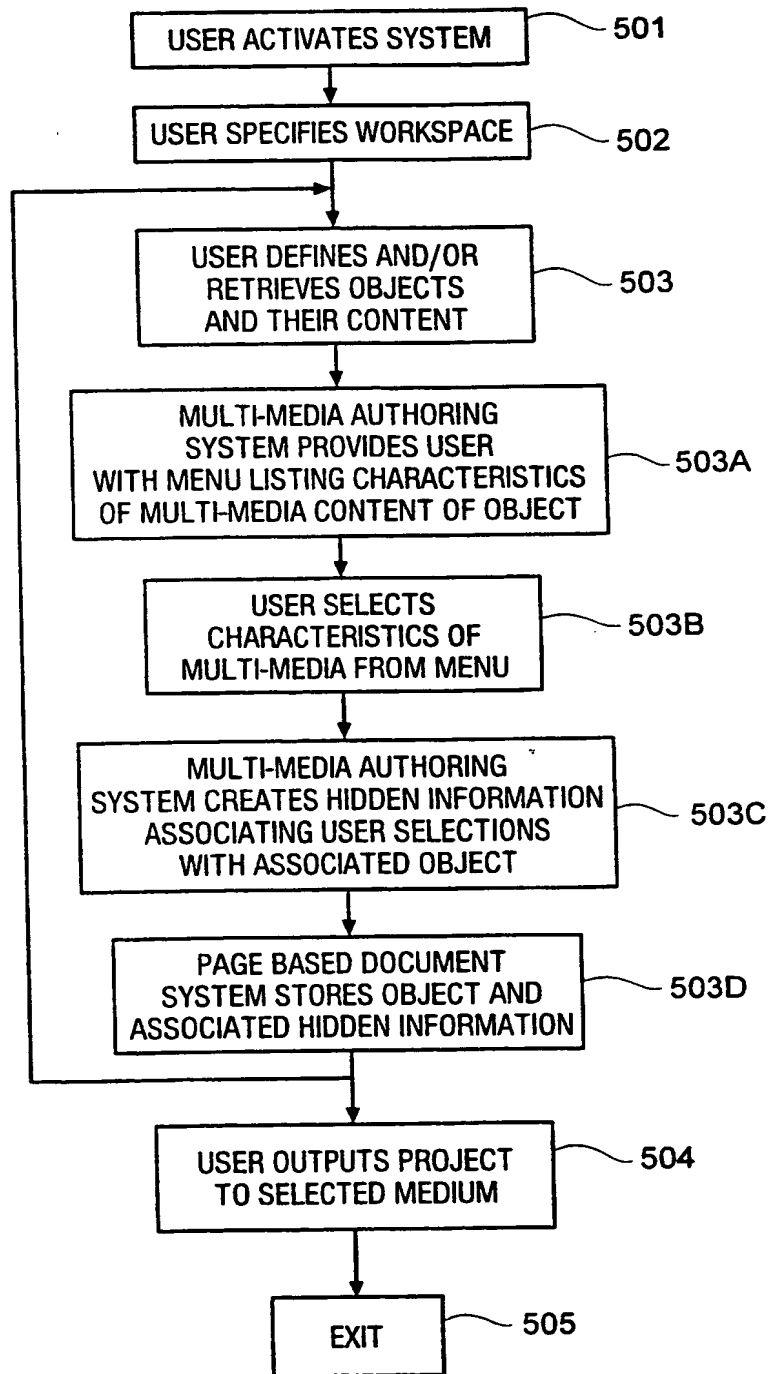 USER ACTIVATES SYSTEM
501
USER SPECIFIES WORKSPACE
502
USER DEFINES AND/OR
RETRIEVES OBJECTS
AND THEIR CONTENT
503
MULTI-MEDIA AUTHORING
SYSTEM PROVIDES USER
WITH MENU LISTING CHARACTERISTICS
OF MULTI-MEDIA CONTENT OF OBJECT
503A
USER SELECTS
CHARACTERISTICS OF
MULTI-MEDIA FROM MENU
503B
MULTI-MEDIA AUTHORING
SYSTEM CREATES HIDDEN INFORMATION
ASSOCIATING USER SELECTIONS
WITH ASSOCIATED OBJECT
503C
PAGE BASED DOCUMENT
SYSTEM STORES OBJECT AND
ASSOCIATED HIDDEN INFORMATION
503D
USER OUTPUTS PROJECT
TO SELECTED MEDIUM
504
EXIT
505